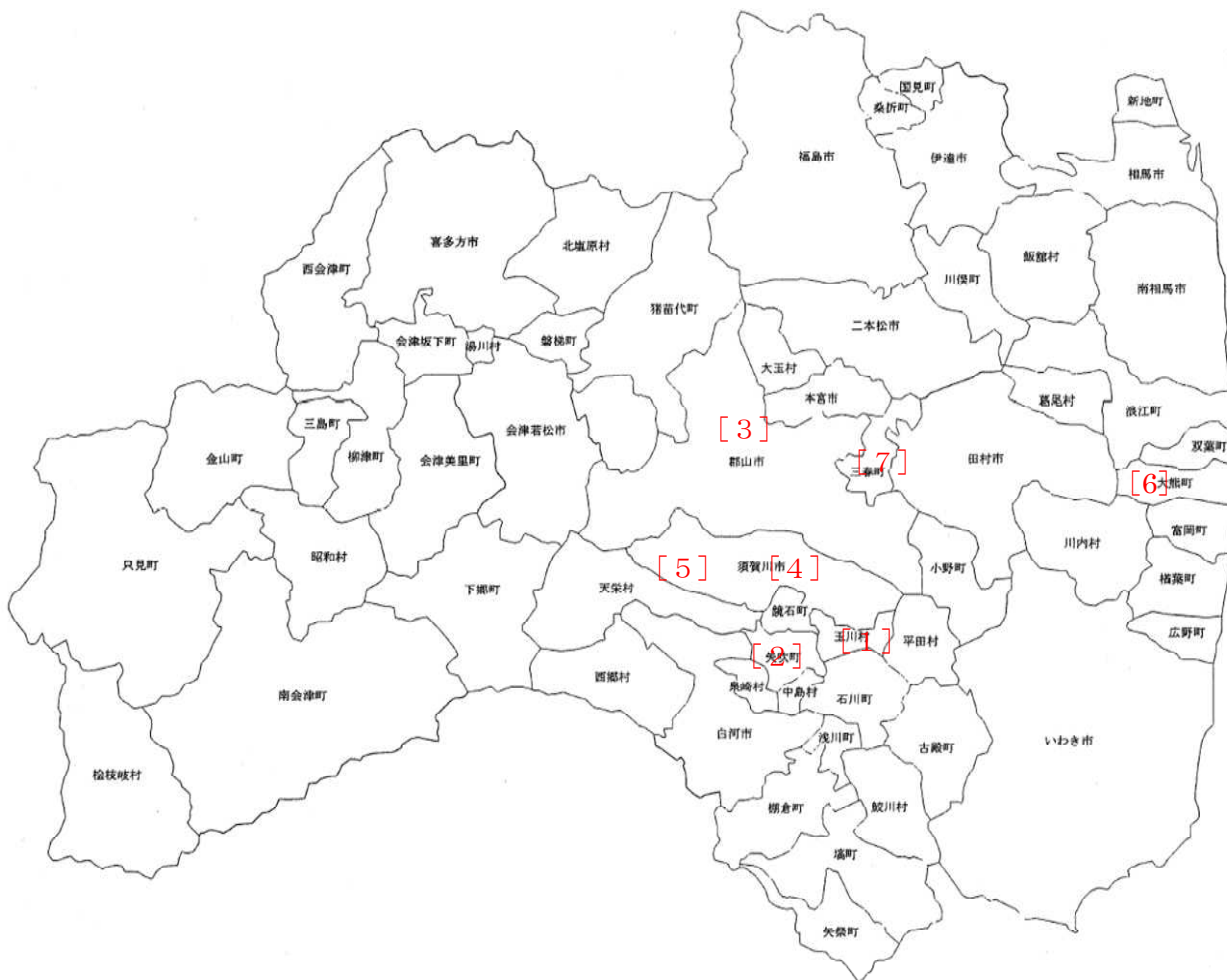 国見町
桑折町
新地町
福島市
伊達市
相馬市
喜多方市
北塩原村
飯舘村
西会津町
川俣町
南相馬市
猪苗代町
二本松市
会津坂下町
湯川村
磐梯町
大玉村
本宮市
葛尾村
浪江町
三島町
会津若松市
[3]
双葉町
金山町
柳津町
会津美里町
郡山市
三春町
[7]
田村市
[6]
大熊町
富岡町
川内村
只見町
昭和村
下郷町
天栄村
[5]
須賀川市
[4]
小野町
楢葉町
鏡石町
広野町
玉川村
[1]
平田村
矢吹町
[2]
西郷村
泉崎村
中島村
石川町
南会津町
白河市
浅川町
古殿町
いわき市
桧枝岐村
棚倉町
鮫川村
塙町
矢祭町